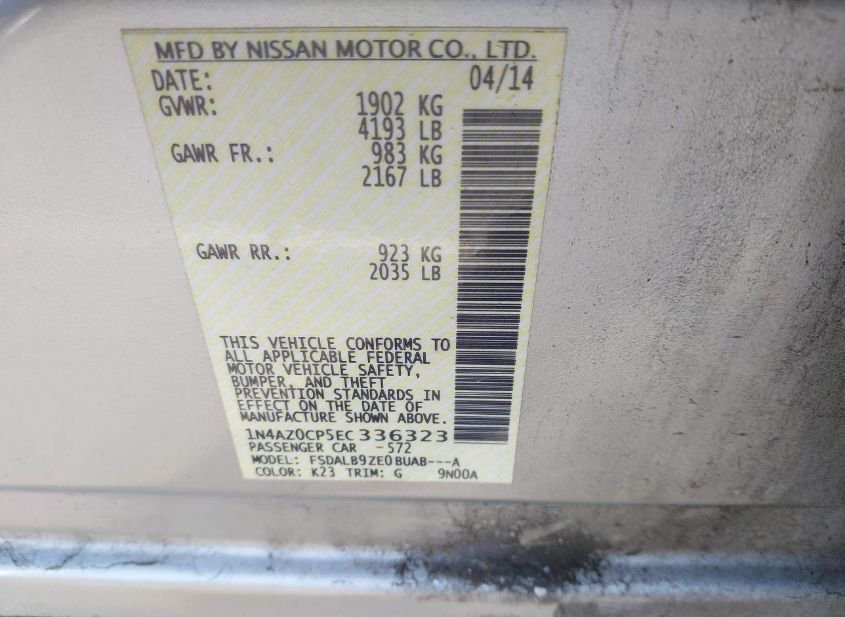 MFD BY NISSAN MOTOR CO., LTD.
DATE: 04/14
GVWR: 1902 KG
4193 LB
GAWR FR.: 983 KG
2167 LB
GAWR RR.: 923 KG
2035 LB
THIS VEHICLE CONFORMS TO
ALL APPLICABLE FEDERAL
MOTOR VEHICLE SAFETY,
BUMPER, AND THEFT
PREVENTION STANDARDS IN
EFFECT ON THE DATE OF
MANUFACTURE SHOWN ABOVE.
1N4AZ0CP5EC336323
PASSENGER CAR -572
MODEL: FSDALB9ZE0BUAB---A
COLOR: K23 TRIM: G 9N00A